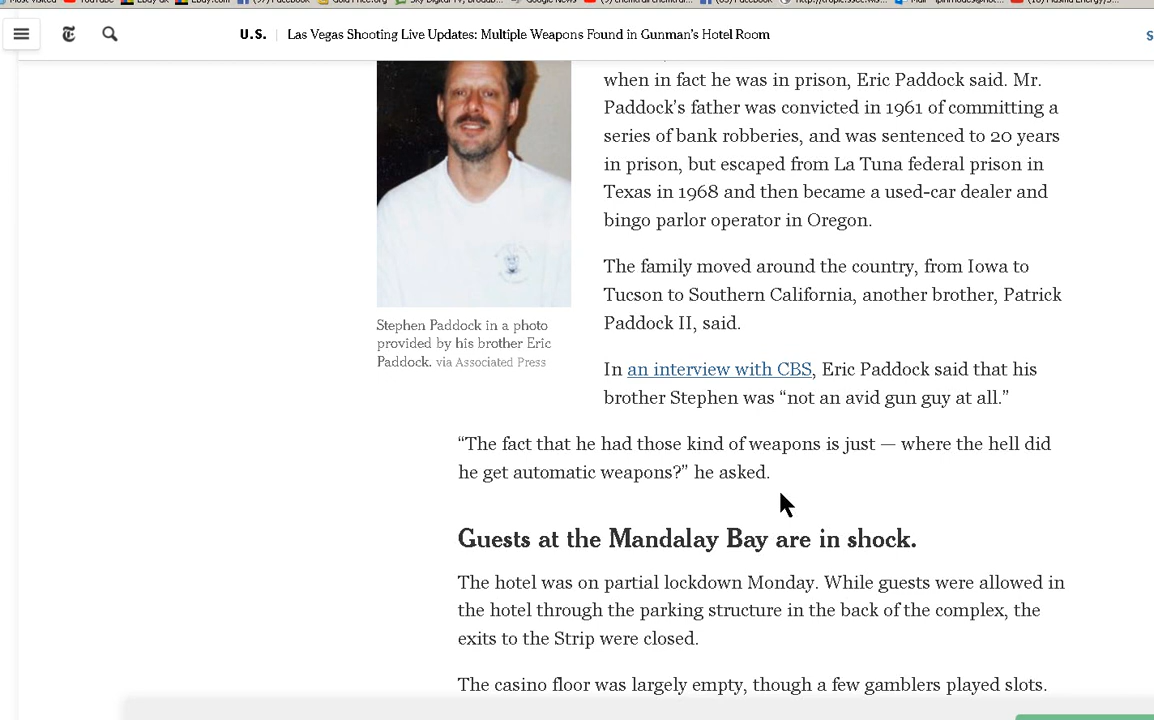 U.S. | Las Vegas Shooting Live Updates: Multiple Weapons Found in Gunman's Hotel Room
when in fact he was in prison, Eric Paddock said. Mr.
Paddock's father was convicted in 1961 of committing a
series of bank robberies, and was sentenced to 20 years
in prison, but escaped from La Tuna federal prison in
Texas in 1968 and then became a used-car dealer and
bingo parlor operator in Oregon.
The family moved around the country, from Iowa to
Tucson to Southern California, another brother, Patrick
Paddock II, said.
Stephen Paddock in a photo
provided by his brother Eric
Paddock. via Associated Press
In an interview with CBS, Eric Paddock said that his
brother Stephen was “not an avid gun guy at all.”
“The fact that he had those kind of weapons is just — where the hell did
he get automatic weapons?” he asked.
Guests at the Mandalay Bay are in shock.
The hotel was on partial lockdown Monday. While guests were allowed in
the hotel through the parking structure in the back of the complex, the
exits to the Strip were closed.
The casino floor was largely empty, though a few gamblers played slots.